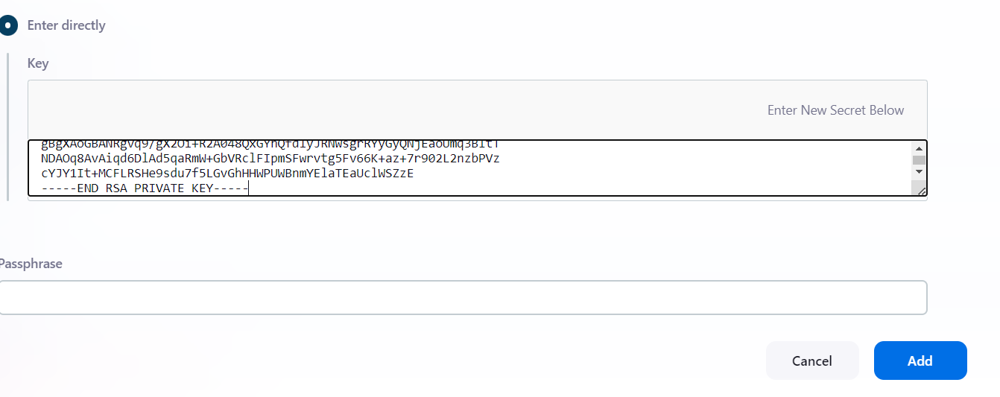 Enter directly
Key
Enter New Secret Below
NDAOq8AvAiqd6DlAd5qaRmW+GbVRclFIpmSFwrvtg5Fv66K+az+7r902L2nzbPVz
cYJY1It+MCFLRSHe9sdu7f5LGvGhHHWPUWBnmYElaTEaUclWSZzE
-----END RSA PRIVATE KEY-----
Passphrase
Cancel
Add